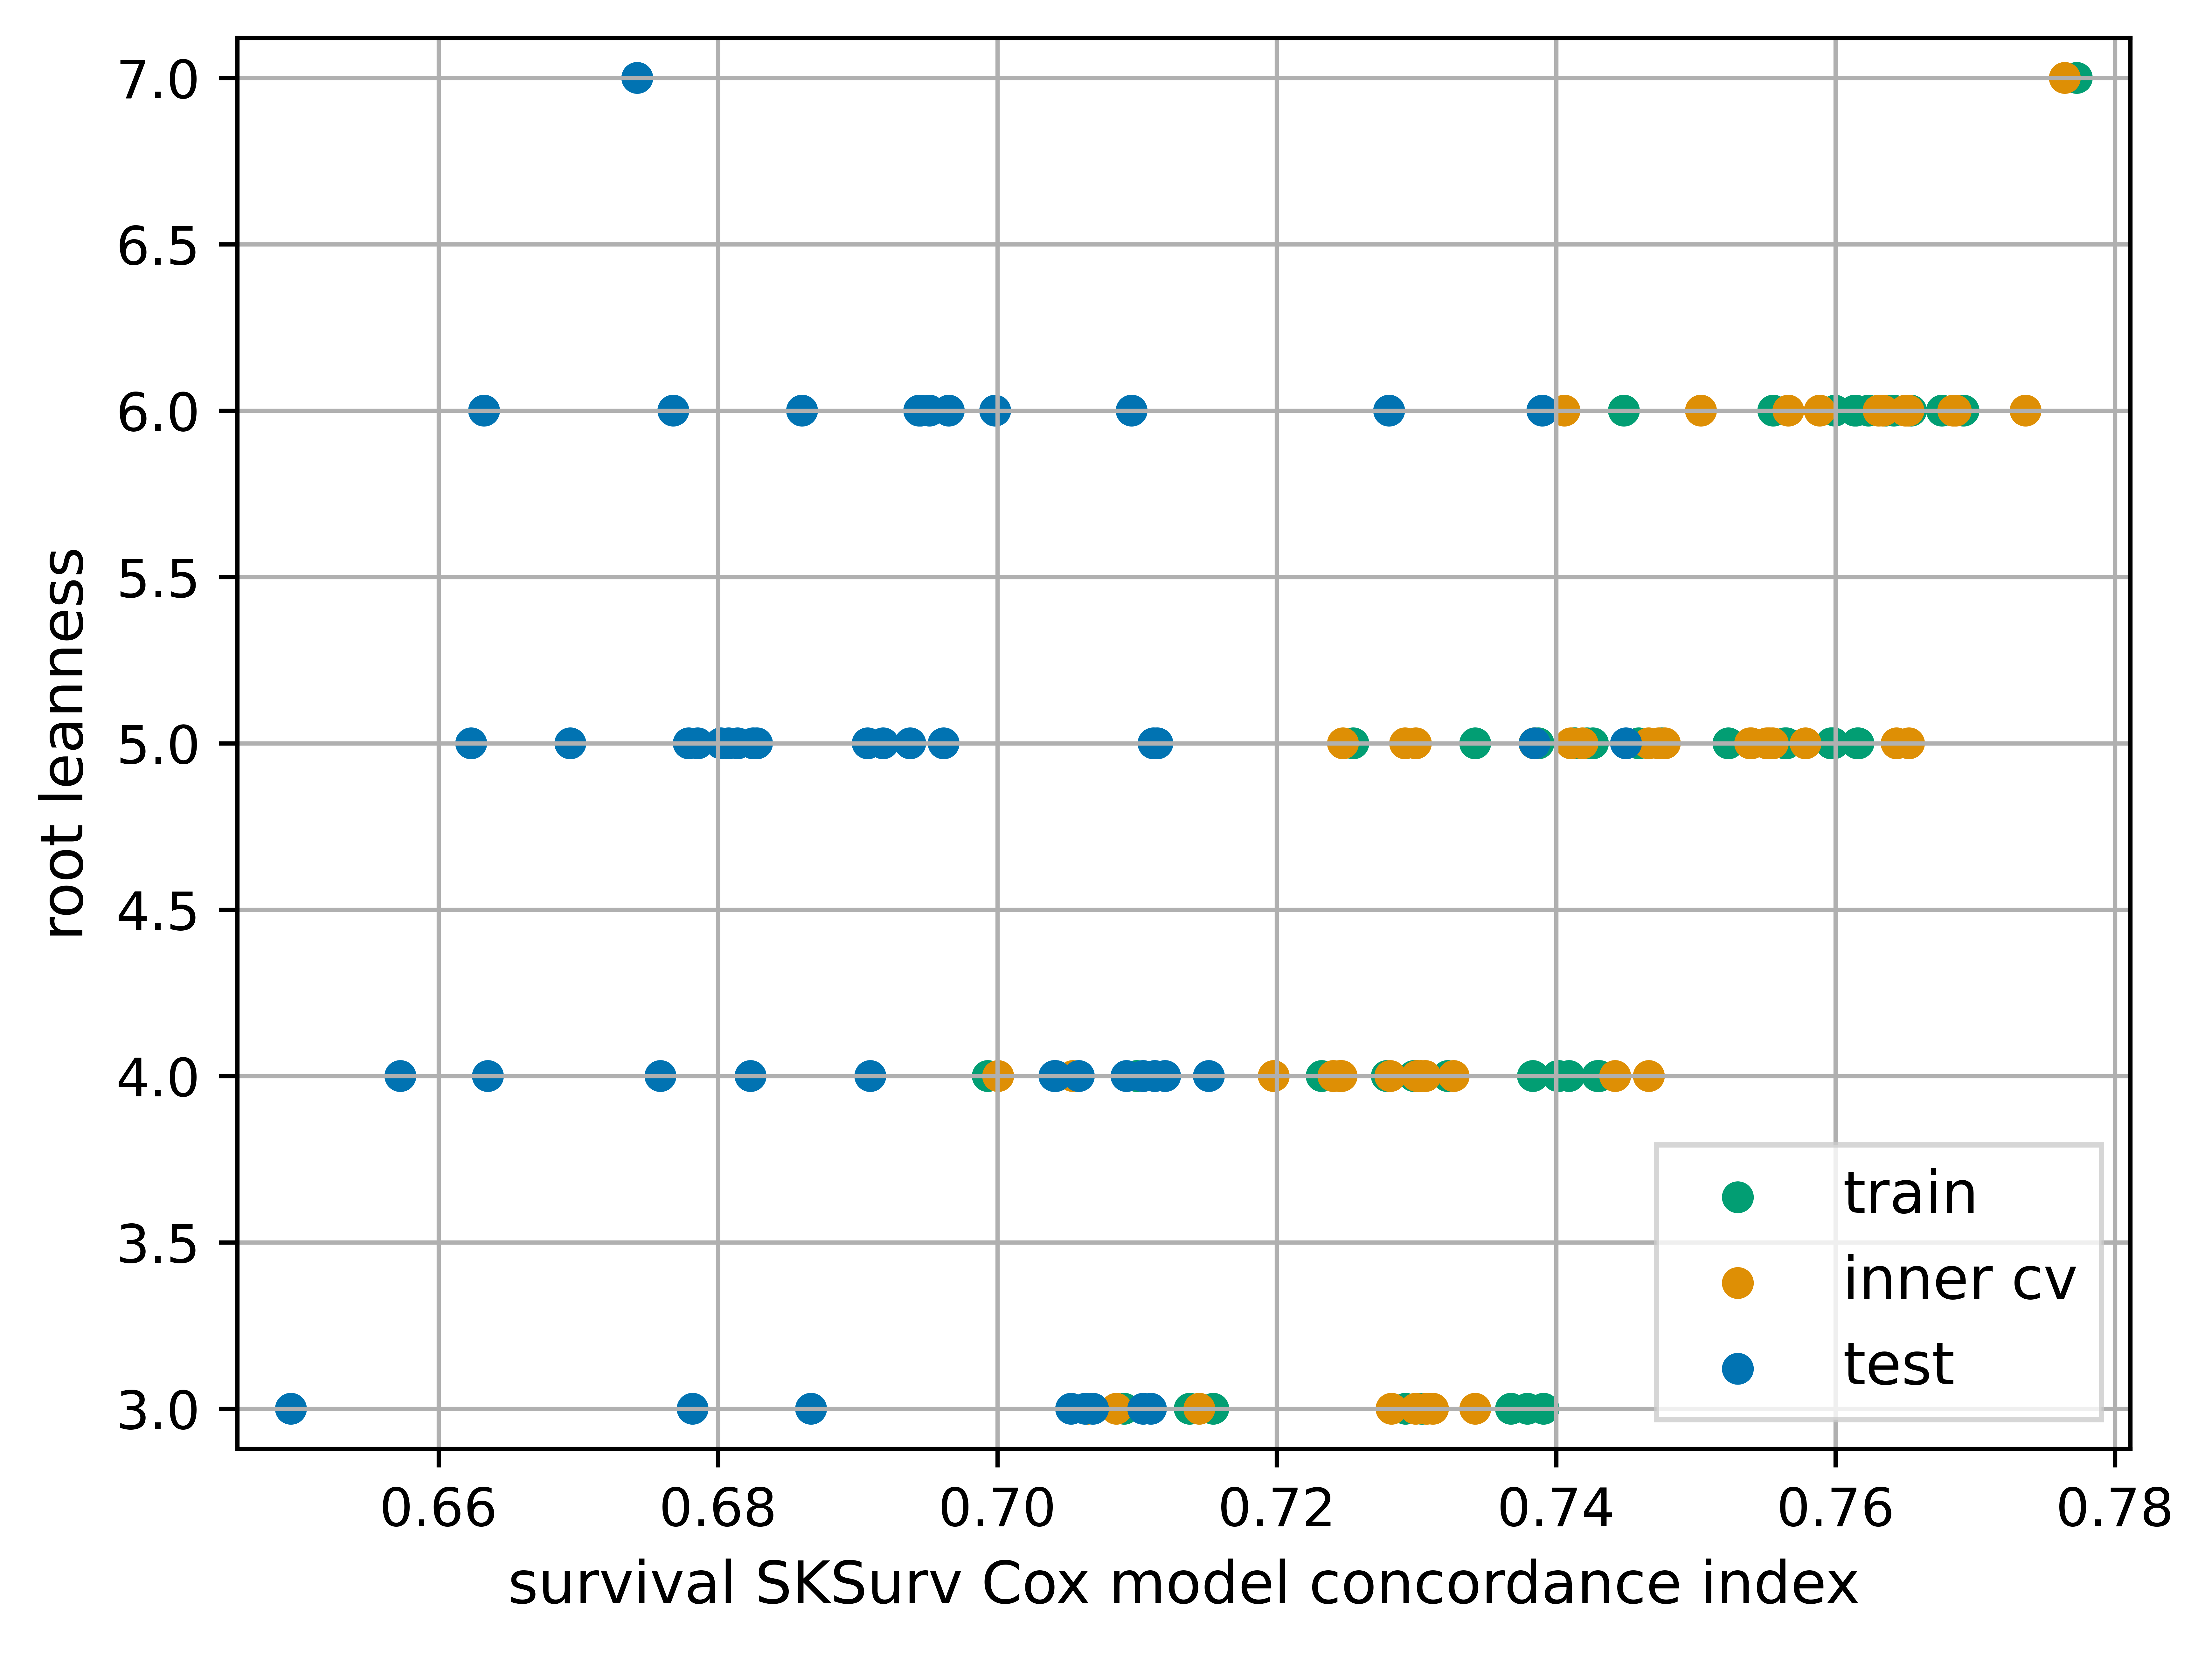 7.0
6.5
6.0
5.5
5.0
4.5
4.0
3.5
3.0
root leanness
train
inner cv
test
0.66 0.68 0.70 0.72 0.74 0.76 0.78
survival SKSurv Cox model concordance index